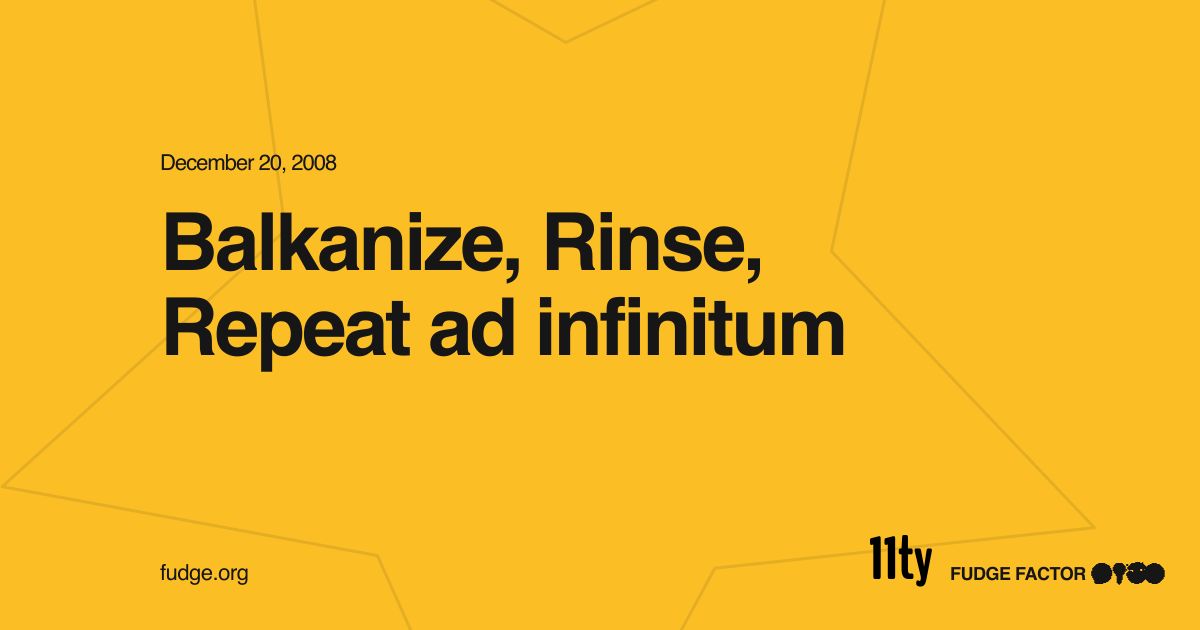 December 20, 2008
Balkanize, Rinse,
Repeat ad infinitum
fudge.org
11ty
FUDGE FACTOR